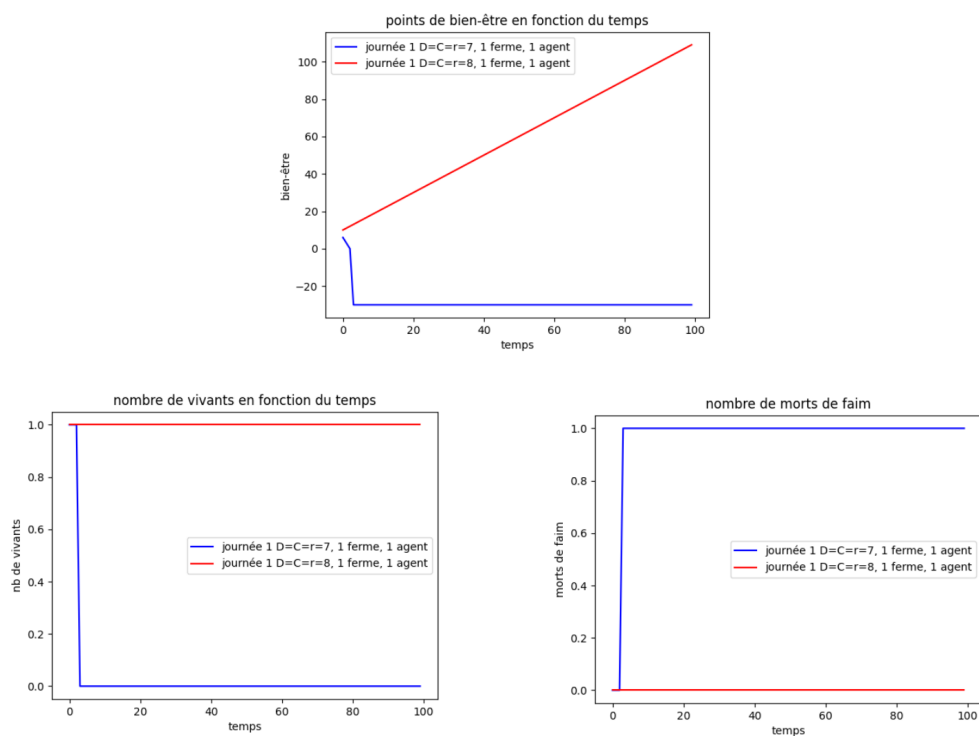 points de bien-être en fonction du temps
journée 1 D=C=r=7, 1 ferme, 1 agent
journée 1 D=C=r=8, 1 ferme, 1 agent
100
80
60
40
20
0
−20
bien-être
0 20 40 60 80 100
temps
nombre de vivants en fonction du temps
1.0
0.8
0.6
0.4
0.2
0.0
nb de vivants
journée 1 D=C=r=7, 1 ferme, 1 agent
journée 1 D=C=r=8, 1 ferme, 1 agent
0 20 40 60 80 100
temps
nombre de morts de faim
1.0
0.8
0.6
0.4
0.2
0.0
morts de faim
journée 1 D=C=r=7, 1 ferme, 1 agent
journée 1 D=C=r=8, 1 ferme, 1 agent
0 20 40 60 80 100
temps